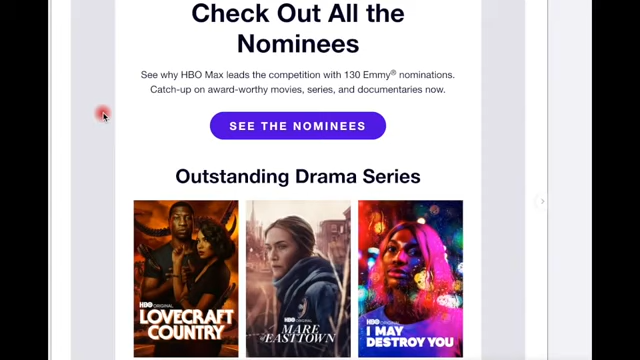 Check Out All the
Nominees
See why HBO Max leads the competition with 130 Emmy® nominations.
Catch-up on award-worthy movies, series, and documentaries now.
SEE THE NOMINEES
Outstanding Drama Series
HBO ORIGINAL
LOVECRAFT
COUNTRY
HBO ORIGINAL
MARE
OF EASTTOWN
HBO ORIGINAL
I MAY
DESTROY YOU